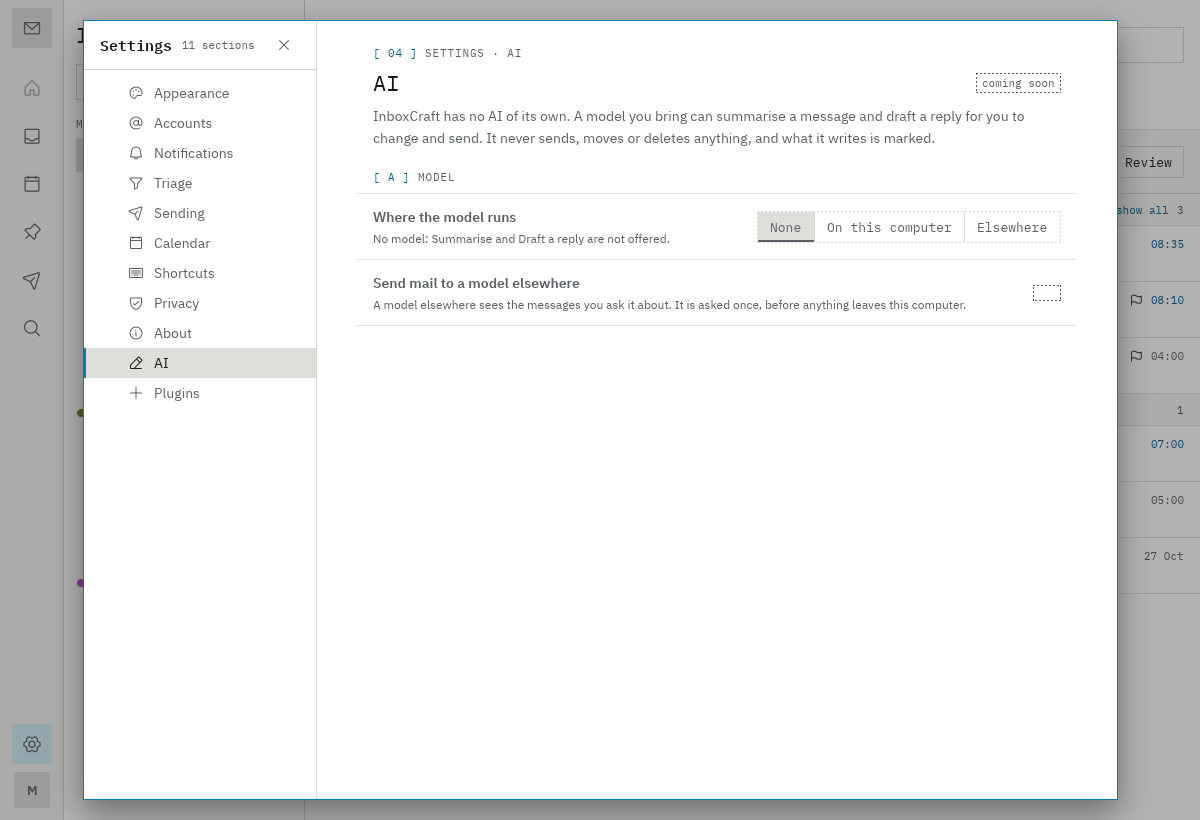 Settings 11 sections
Appearance
Accounts
Notifications
Triage
Sending
Calendar
Shortcuts
Privacy
About
AI
Plugins
[ 04 ] SETTINGS · AI
AI
coming soon
InboxCraft has no AI of its own. A model you bring can summarise a message and draft a reply for you to
change and send. It never sends, moves or deletes anything, and what it writes is marked.
[ A ] MODEL
Where the model runs
No model: Summarise and Draft a reply are not offered.
None On this computer Elsewhere
Send mail to a model elsewhere
A model elsewhere sees the messages you ask it about. It is asked once, before anything leaves this computer.
Review
show all 3
08:35
08:10
04:00
1
07:00
05:00
27 Oct
M